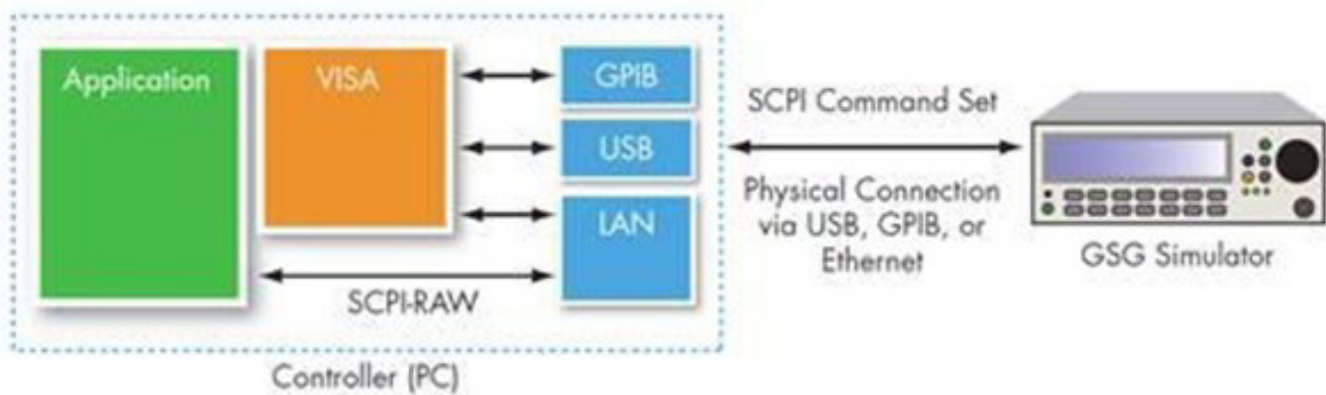 Application
VISA
GPIB
USB
LAN
SCPI-RAW
Controller (PC)
SCPI Command Set
Physical Connection
via USB, GPIB, or
Ethernet
GSG Simulator